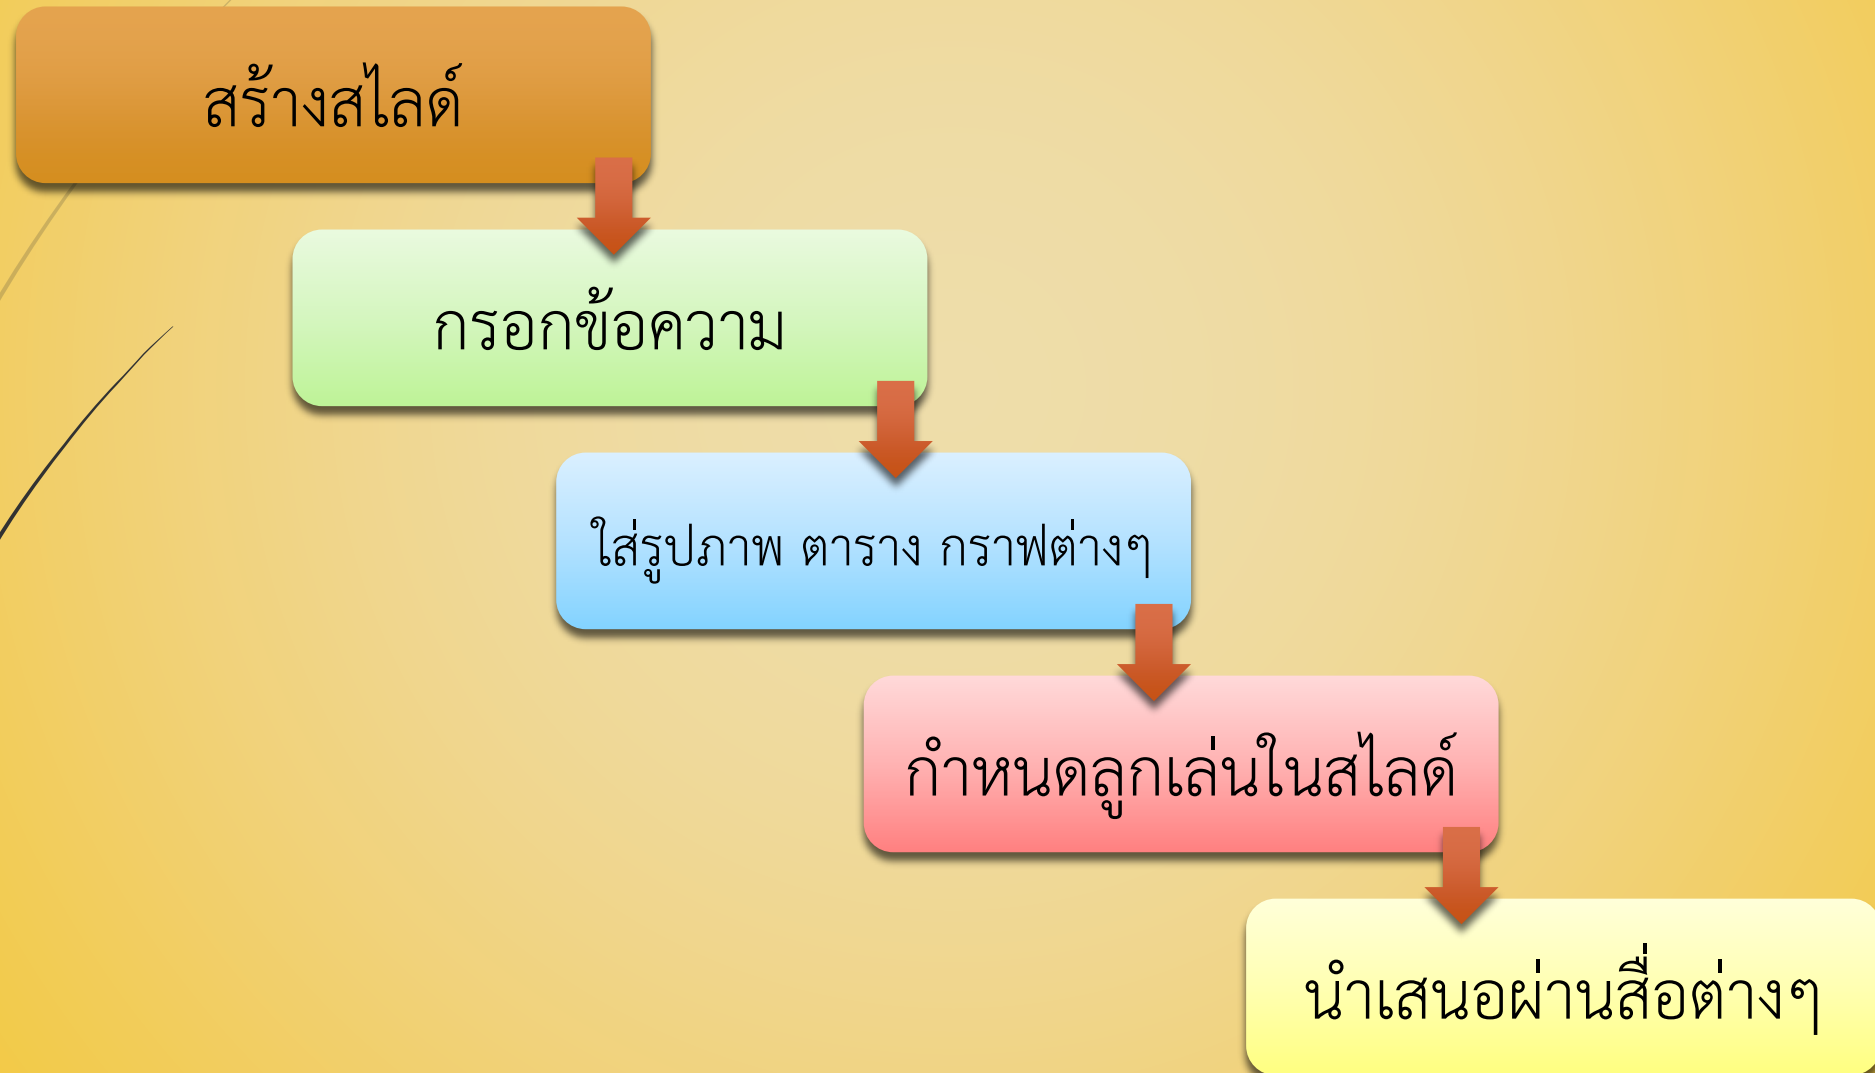 สร้างสไลด์
กรอกข้อความ
ใส่รูปภาพ ตาราง กราฟต่างๆ
กำหนดลูกเล่นในสไลด์
นำเสนอผ่านสื่อต่างๆ